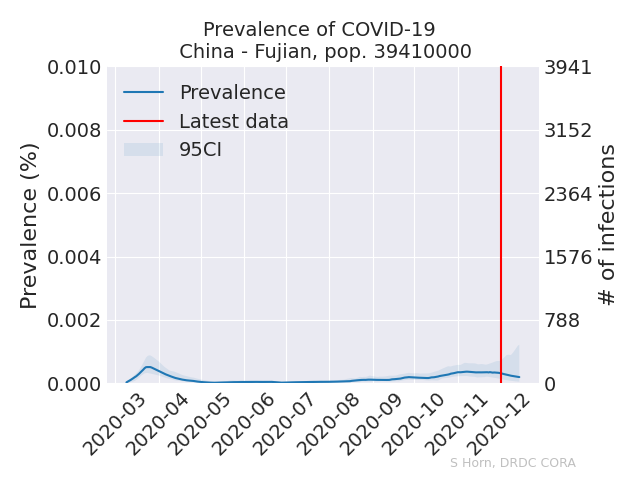 Prevalence of COVID-19
China - Fujian, pop. 39410000
Prevalence
Latest data
95CI
Prevalence (%)
0.010
0.008
0.006
0.004
0.002
0.000
3941
3152
2364
1576
788
0
# of infections
2020-03
2020-04
2020-05
2020-06
2020-07
2020-08
2020-09
2020-10
2020-11
2020-12
S Horn, DRDC CORA